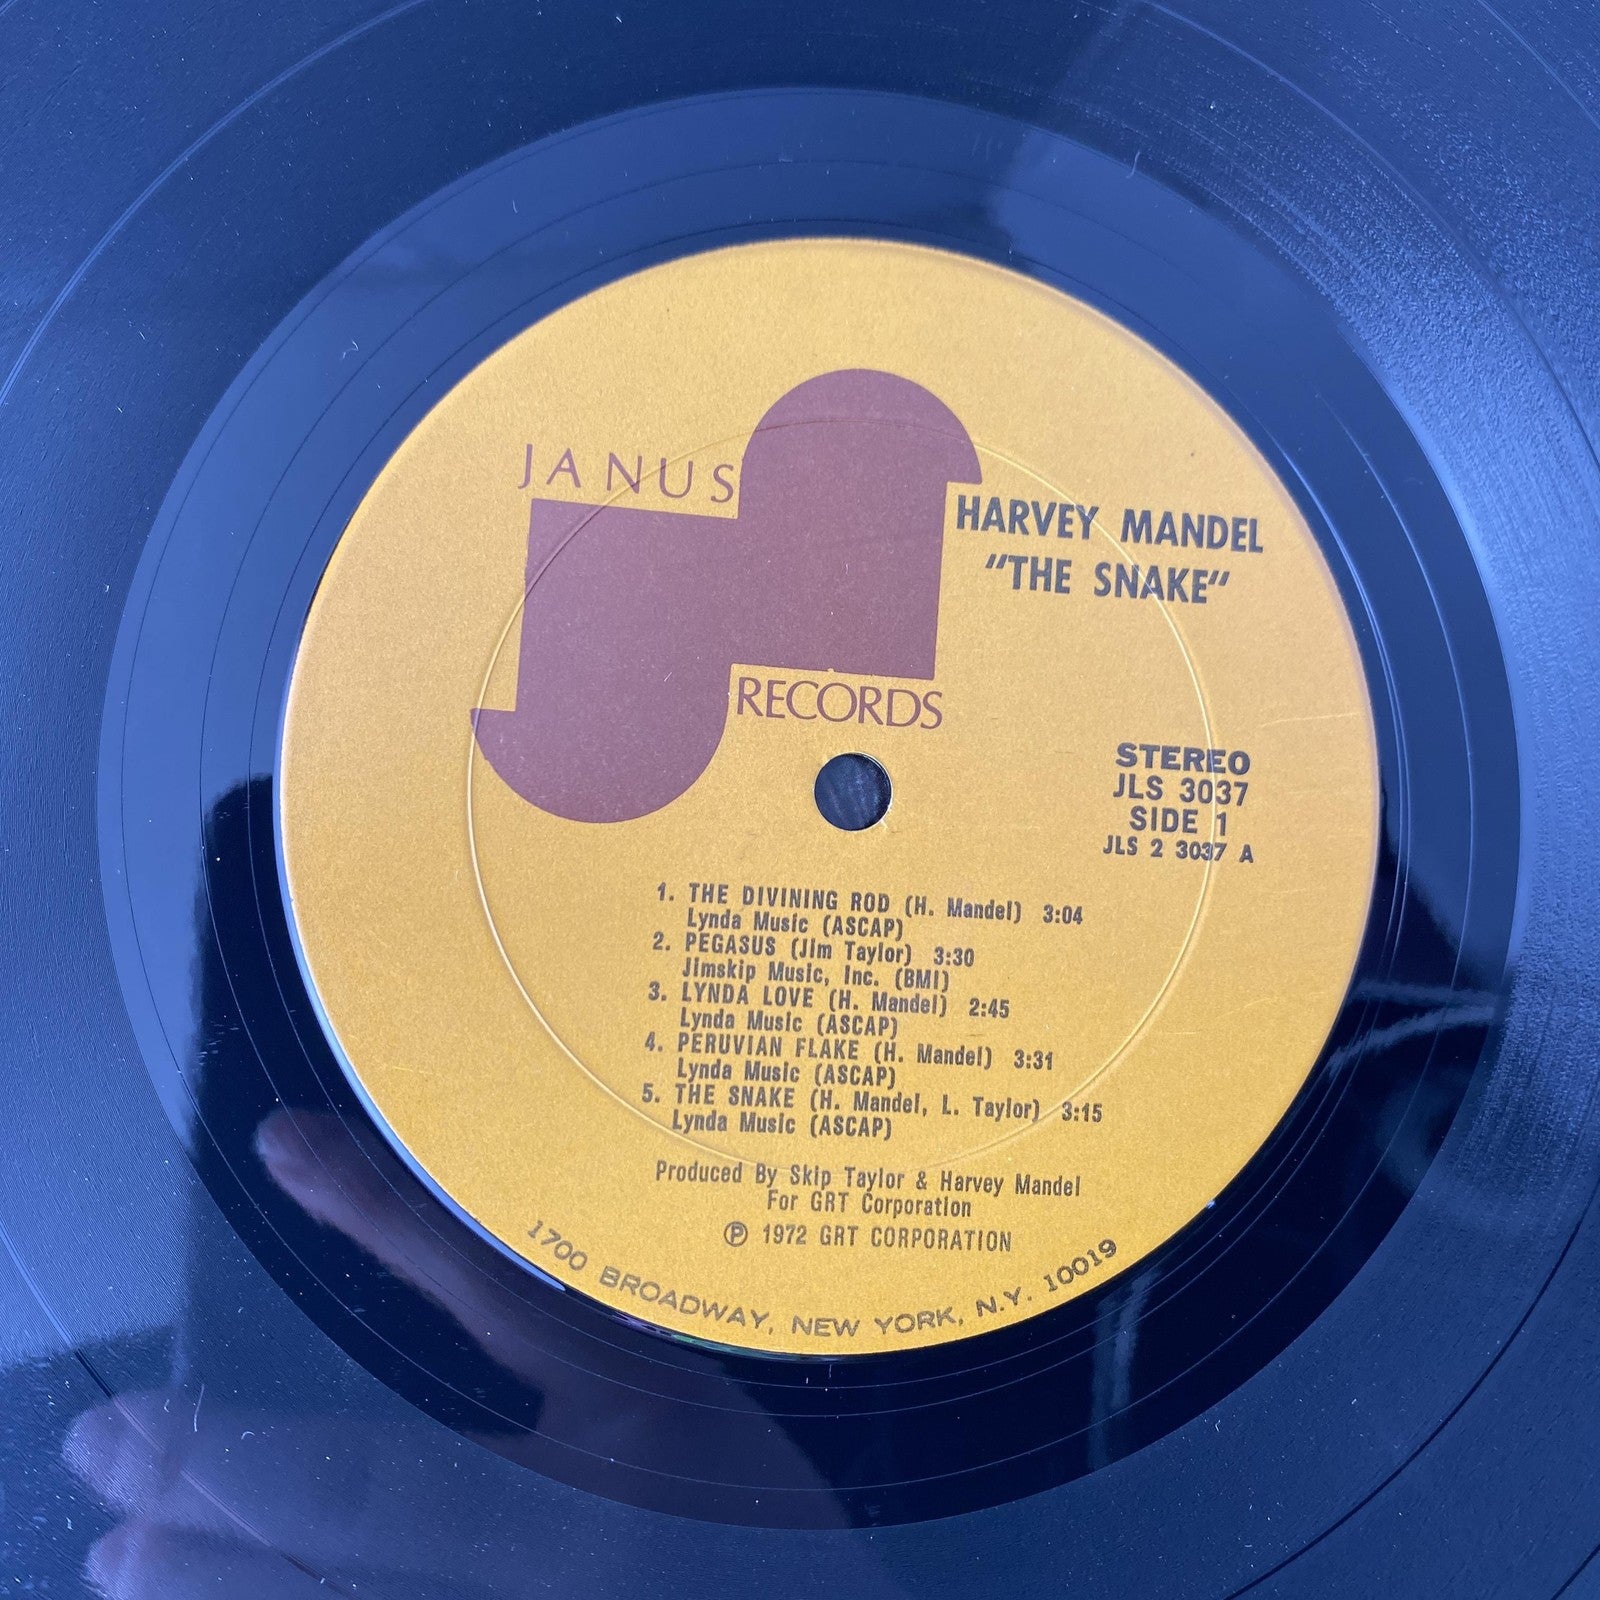 JANUS
RECORDS
HARVEY MANDEL
"THE SNAKE"
STEREO
JLS 3037
SIDE 1
JLS 2 3037 A
1. THE DIVINING ROD (H. Mandel) 3:04
Lynda Music (ASCAP)
2. PEGASUS (Jim Taylor) 3:30
Jimskip Music, Inc. (BMI)
3. LYNDA LOVE (H. Mandel) 2:45
Lynda Music (ASCAP)
4. PERUVIAN FLAKE (H. Mandel) 3:31
Lynda Music (ASCAP)
5. THE SNAKE (H. Mandel, L. Taylor) 3:15
Lynda Music (ASCAP)
Produced By Skip Taylor & Harvey Mandel
For GRT Corporation
℗ 1972 GRT CORPORATION
1700 BROADWAY, NEW YORK, N.Y. 10019